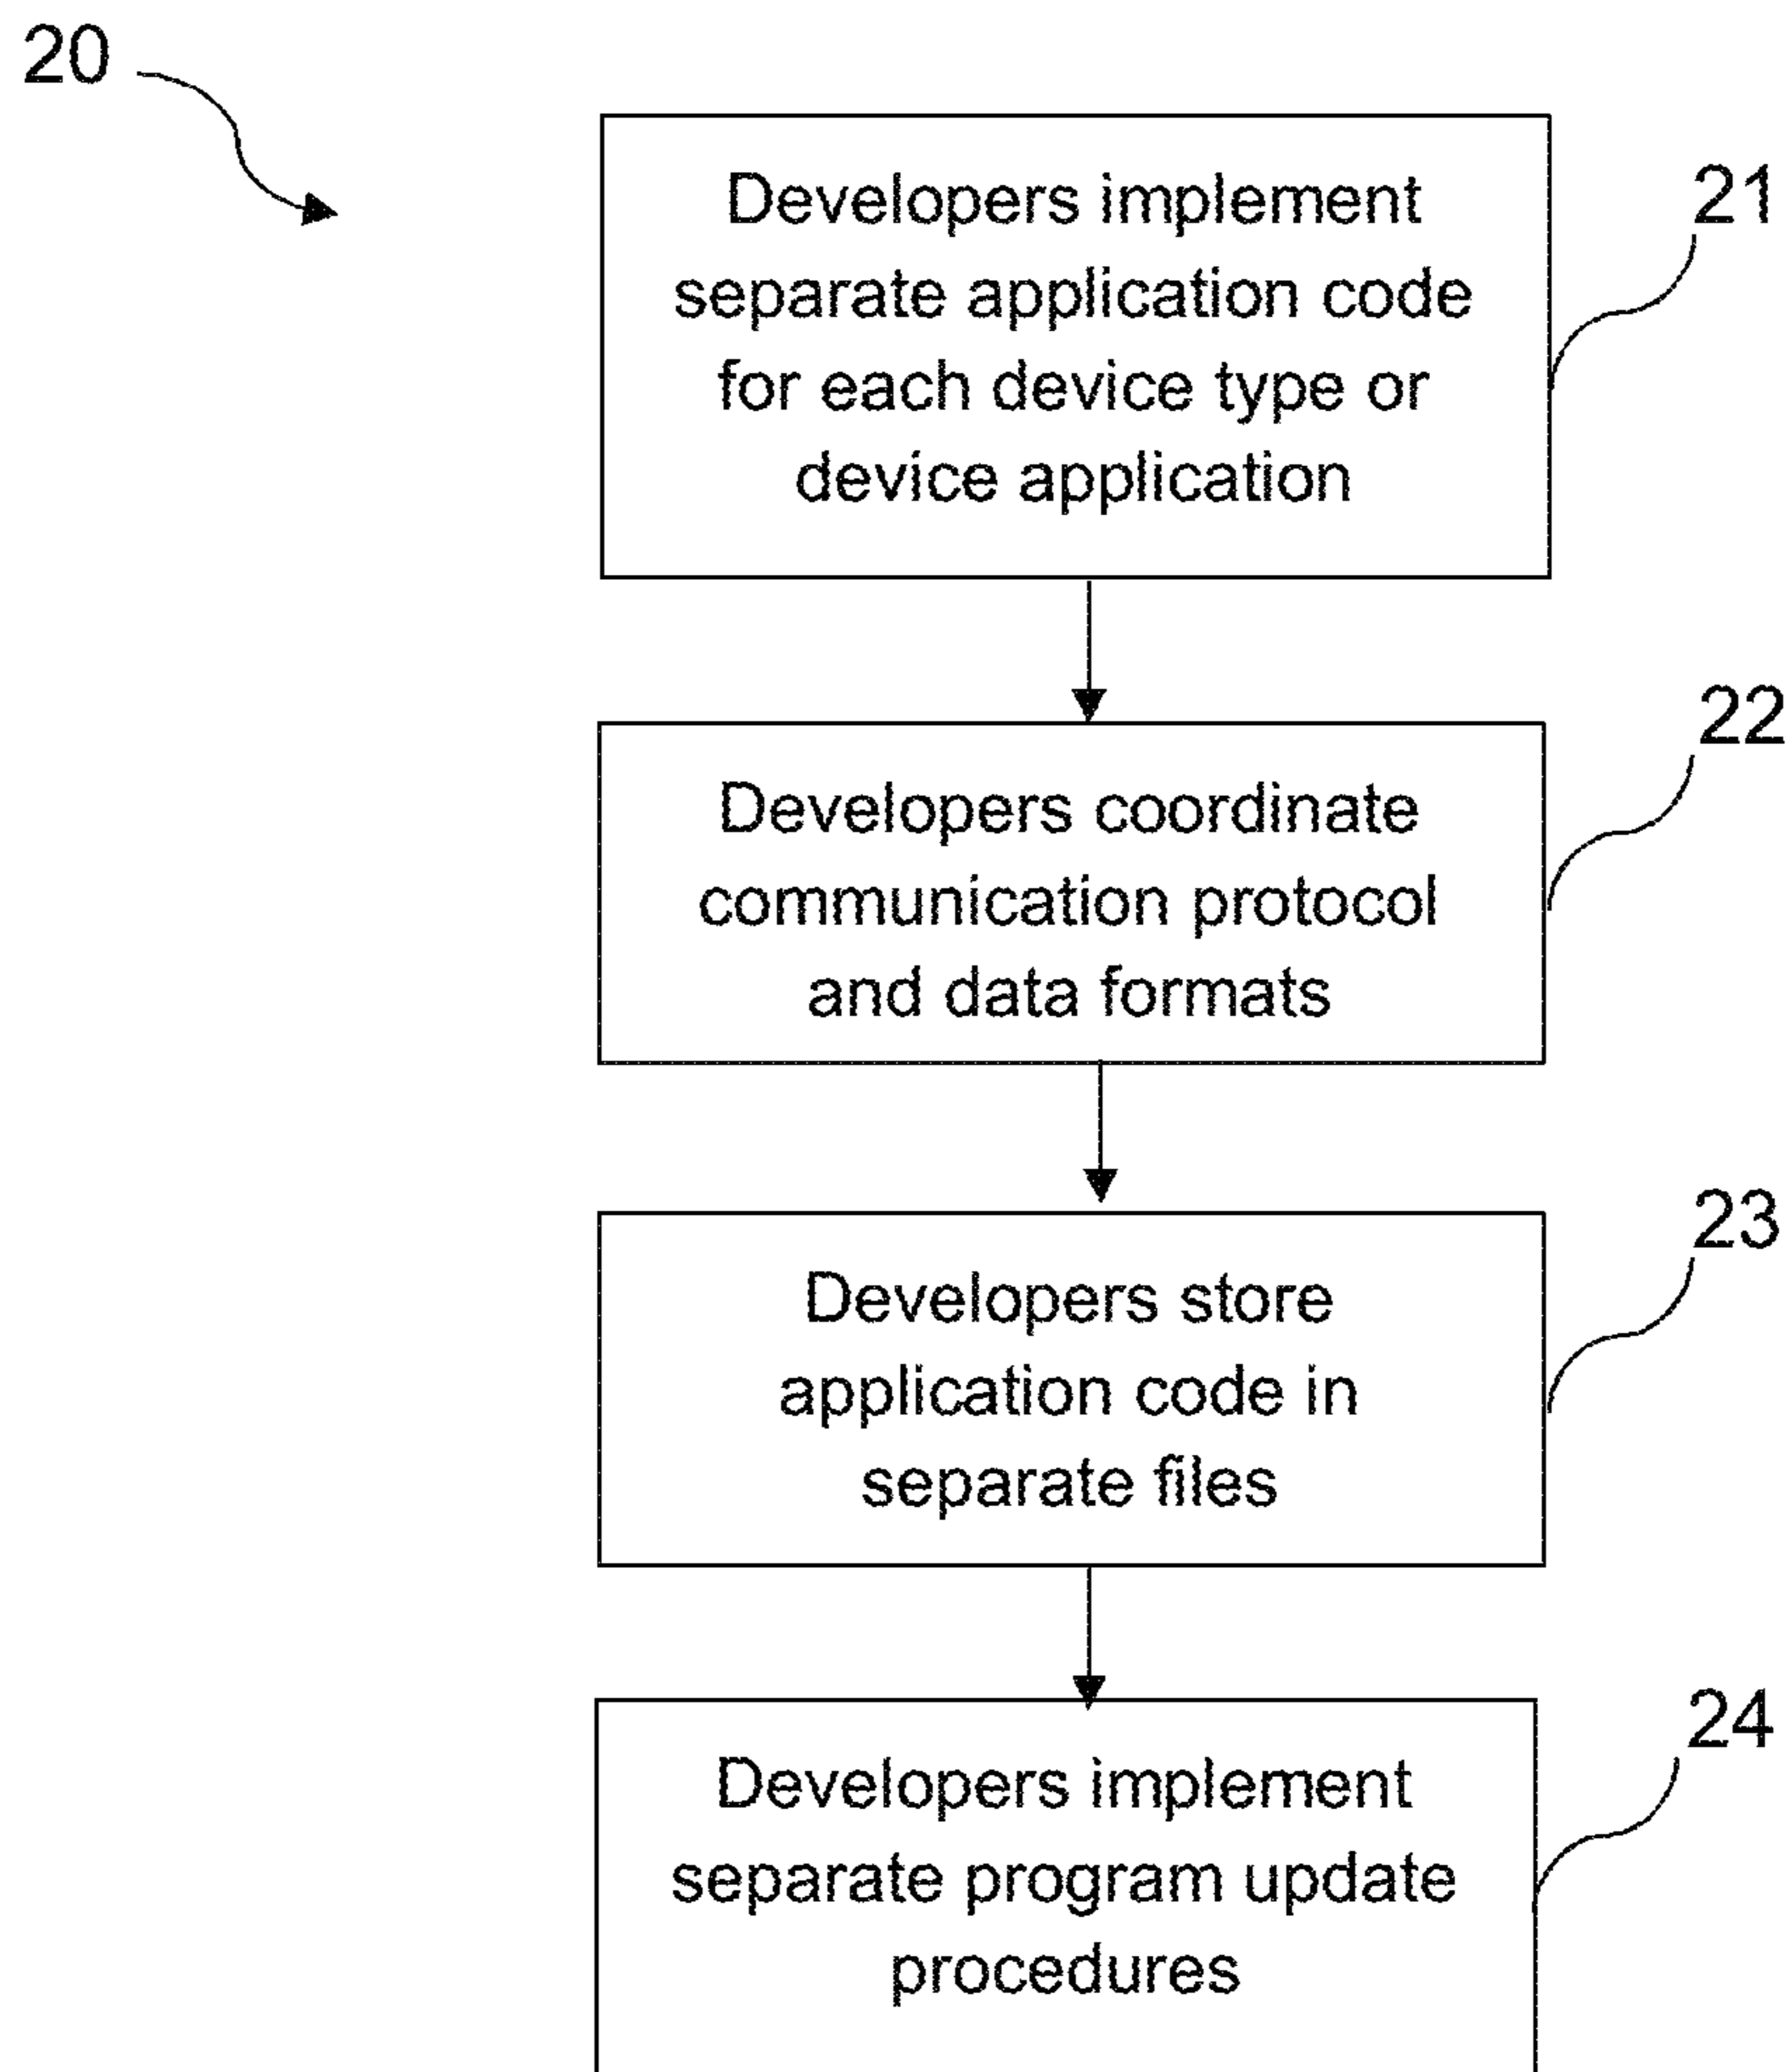 20
Developers implement
separate application code
for each device type or
device application
21
Developers coordinate
communication protocol
and data formats
22
Developers store
application code in
separate files
23
Developers implement
separate program update
procedures
24